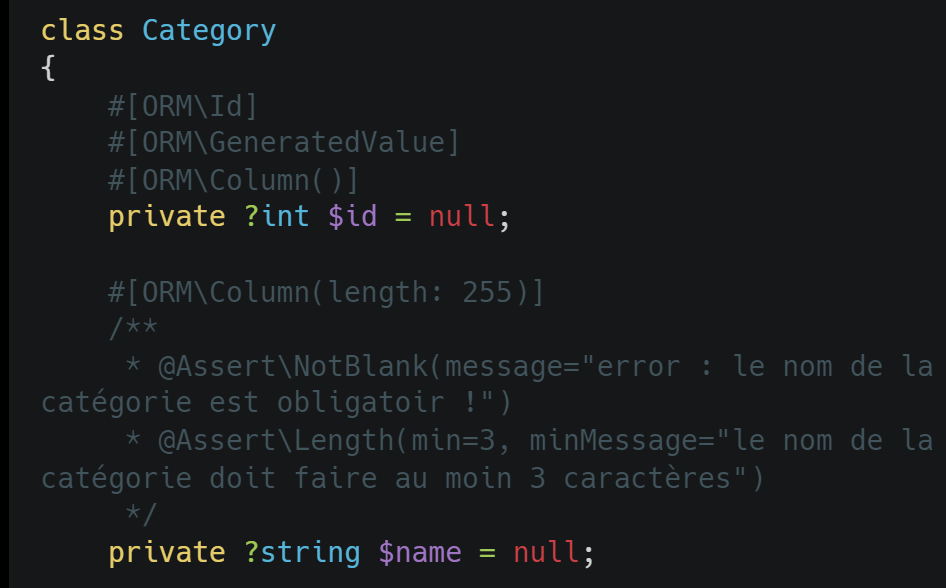 class Category
{
    #[ORM\Id]
    #[ORM\GeneratedValue]
    #[ORM\Column()]
    private ?int $id = null;

    #[ORM\Column(length: 255)]
    /**
     * @Assert\NotBlank(message="error : le nom de la
catégorie est obligatoir !")
     * @Assert\Length(min=3, minMessage="le nom de la
catégorie doit faire au moin 3 caractères")
     */
    private ?string $name = null;